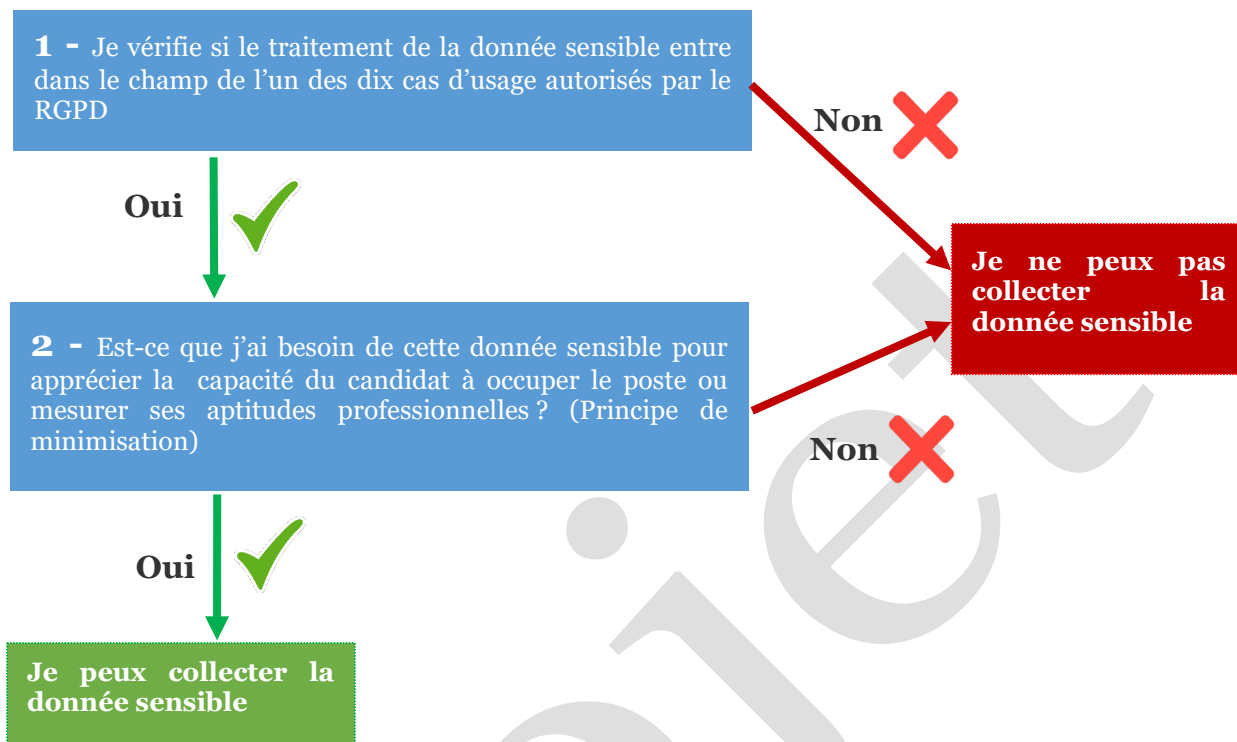 1 - Je vérifie si le traitement de la donnée sensible entre
dans le champ de l’un des dix cas d’usage autorisés par le
RGPD
Non
Oui
Je ne peux pas
collecter la
donnée sensible
2 - Est-ce que j’ai besoin de cette donnée sensible pour
apprécier la capacité du candidat à occuper le poste ou
mesurer ses aptitudes professionnelles ? (Principe de
minimisation)
Non
Oui
Je peux collecter la
donnée sensible